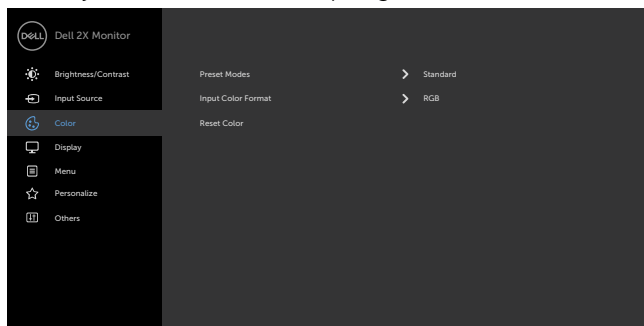 DELL Dell 2X Monitor
Brightness/Contrast Preset Modes Standard
Input Source Input Color Format RGB
Color Reset Color
Display
Menu
Personalize
Others